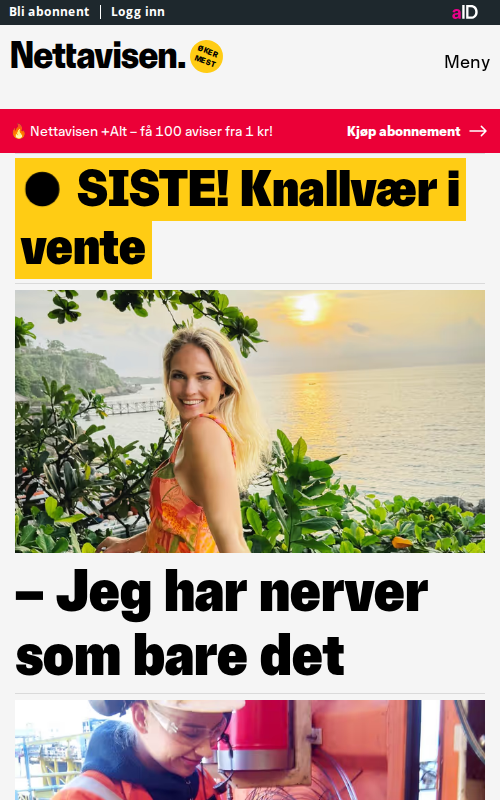 Bli abonnent | Logg inn
aID
Nettavisen. ØKER MEST
Meny
🔥 Nettavisen +Alt – få 100 aviser fra 1 kr!
Kjøp abonnement →
● SISTE! Knallvær i
vente
– Jeg har nerver
som bare det